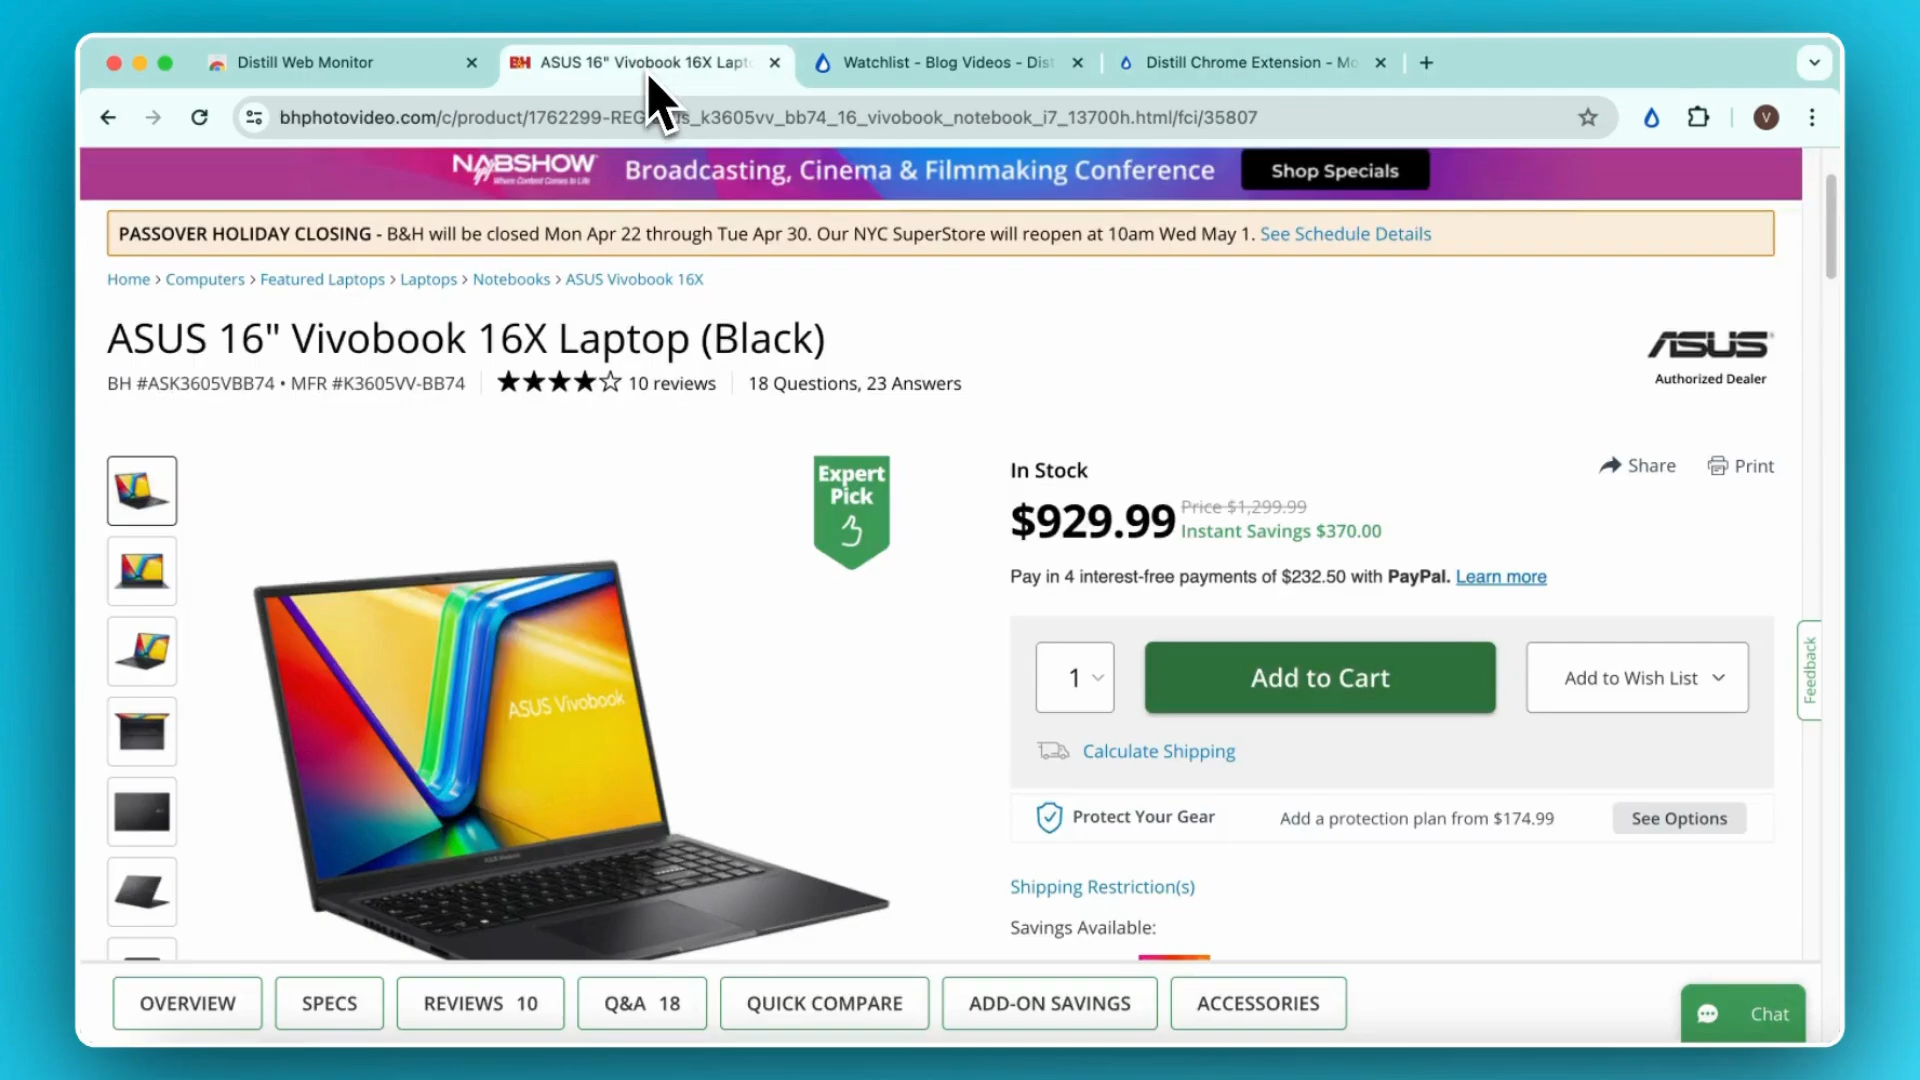 Distill Web Monitor
B&H ASUS 16" Vivobook 16X Lapt
Watchlist - Blog Videos - Dist
Distill Chrome Extension - Mo
bhphotovideo.com/c/product/1762299-REG s_k3605vv_bb74_16_vivobook_notebook_i7_13700h.html/fci/35807
V
NABSHOW
Where Content Comes to Life
Broadcasting, Cinema & Filmmaking Conference
Shop Specials
PASSOVER HOLIDAY CLOSING - B&H will be closed Mon Apr 22 through Tue Apr 30. Our NYC SuperStore will reopen at 10am Wed May 1. See Schedule Details
Home > Computers > Featured Laptops > Laptops > Notebooks > ASUS Vivobook 16X
ASUS 16" Vivobook 16X Laptop (Black)
ASUS
Authorized Dealer
BH #ASK3605VBB74 • MFR #K3605VV-BB74
10 reviews
18 Questions, 23 Answers
Expert
Pick
In Stock
Share
Print
$929.99
Price $1,299.99
Instant Savings $370.00
Pay in 4 interest-free payments of $232.50 with PayPal. Learn more
ASUS Vivobook
1
Add to Cart
Add to Wish List
Feedback
Calculate Shipping
Protect Your Gear
Add a protection plan from $174.99
See Options
Shipping Restriction(s)
Savings Available:
OVERVIEW
SPECS
REVIEWS 10
Q&A 18
QUICK COMPARE
ADD-ON SAVINGS
ACCESSORIES
Chat